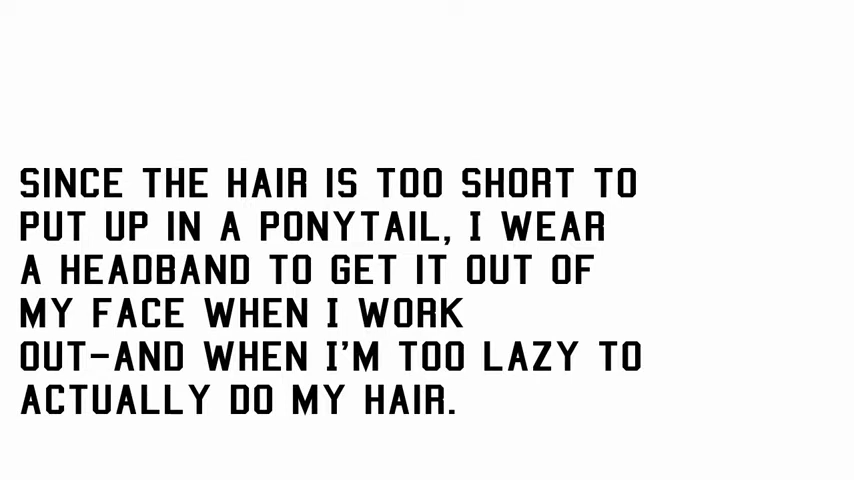 SINCE THE HAIR IS TOO SHORT TO
PUT UP IN A PONYTAIL, I WEAR
A HEADBAND TO GET IT OUT OF
MY FACE WHEN I WORK
OUT–AND WHEN I'M TOO LAZY TO
ACTUALLY DO MY HAIR.